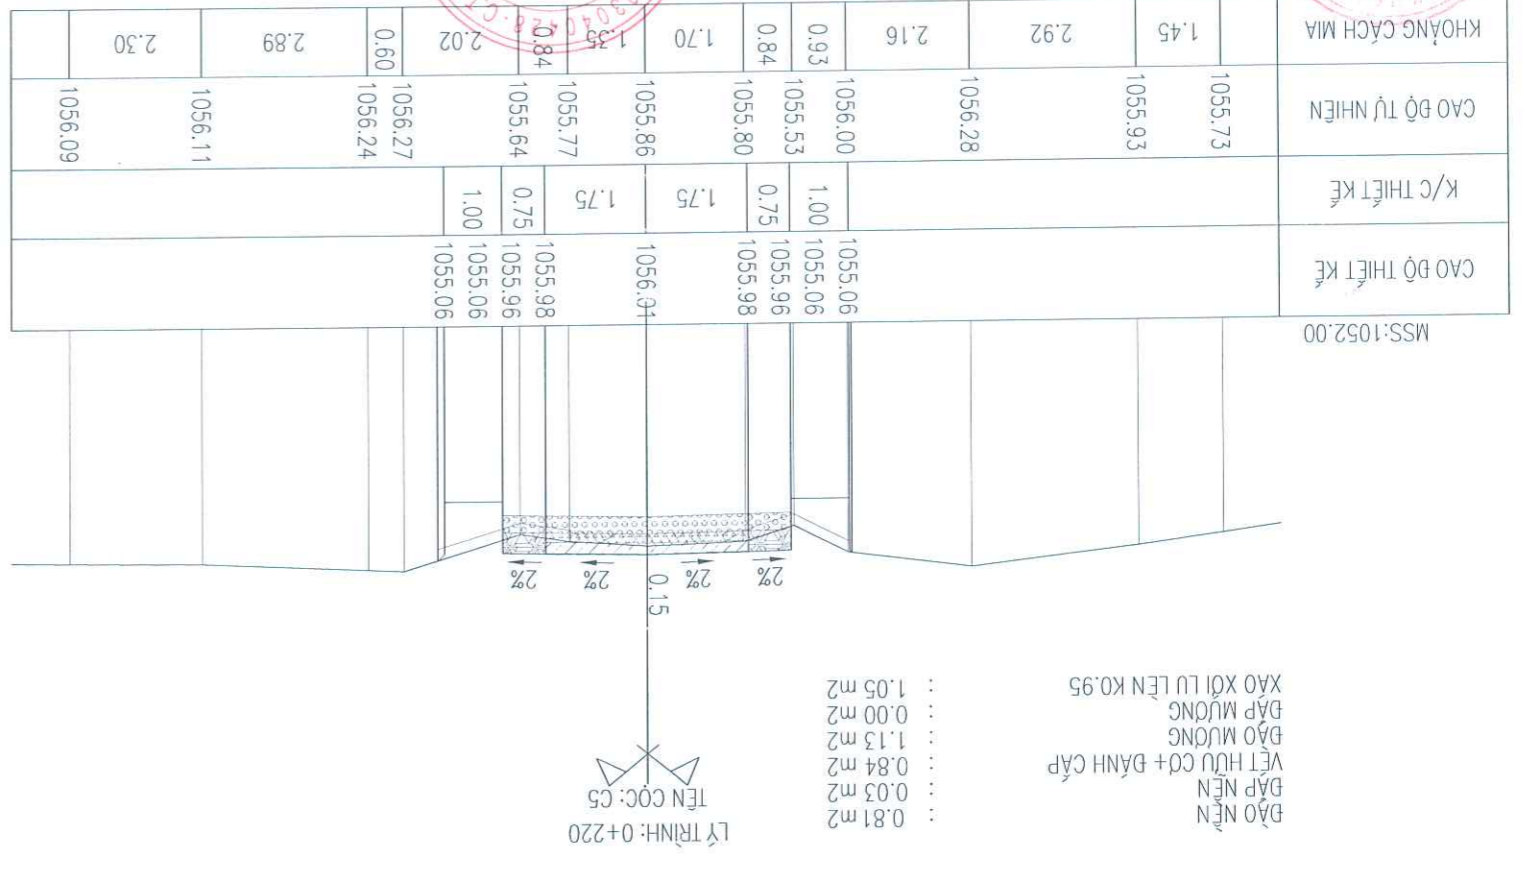 LÝ TRÌNH: 0+220
TÊN CỌC: C5
ĐÀO NỀN : 0.81 m2
ĐẮP NỀN : 0.03 m2
VÉT HỮU CƠ+ ĐÁNH CẤP : 0.84 m2
ĐÀO MƯƠNG : 1.13 m2
ĐẮP MƯƠNG : 0.00 m2
XÁO XỚI LU LÈN K0.95 : 1.05 m2
0.15
2% 2% 2% 2%
MSS:1052.00
CAO ĐỘ THIẾT KẾ 1055.06 1055.06 1055.96 1055.98 1056.01 1055.98 1055.96 1055.06 1055.06
K/C THIẾT KẾ 1.00 0.75 1.75 1.75 0.75 1.00
CAO ĐỘ TỰ NHIÊN 1055.73 1055.93 1056.28 1056.00 1055.53 1055.80 1055.86 1055.77 1055.64 1056.27 1056.24 1056.11 1056.09
KHOẢNG CÁCH MIA 1.45 2.92 2.16 0.93 0.84 1.70 1.35 0.84 2.02 0.60 2.89 2.30